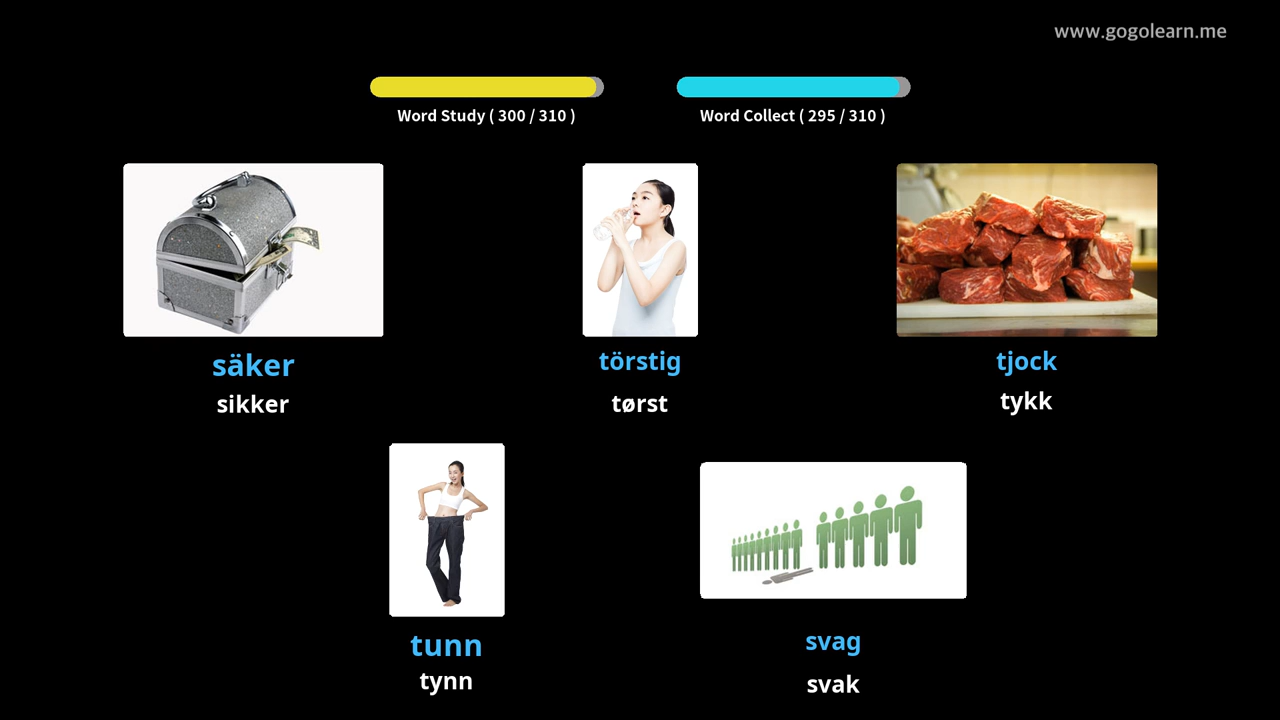 www.gogolearn.me
Word Study ( 300 / 310 )
Word Collect ( 295 / 310 )
säker
sikker
törstig
tørst
tjock
tykk
tunn
tynn
svag
svak